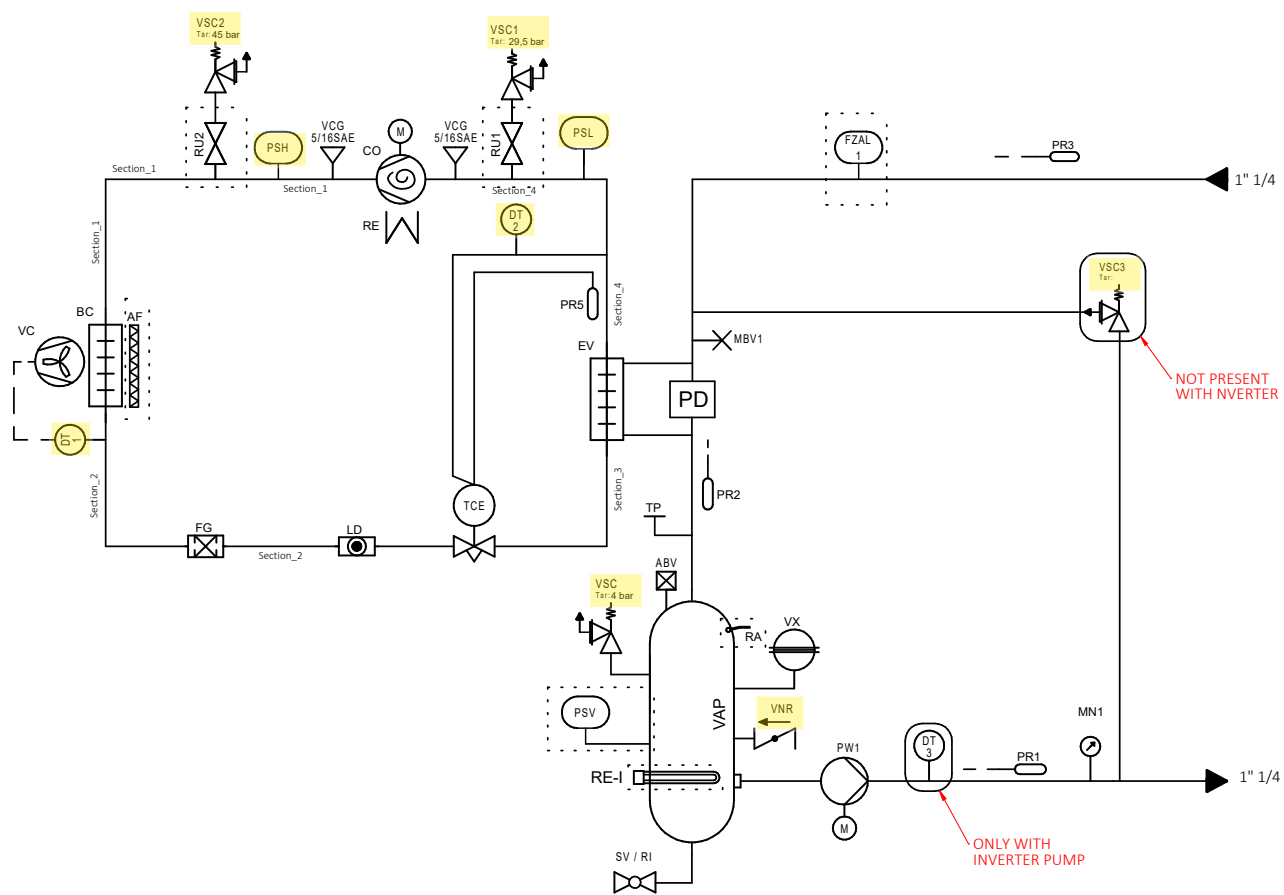 VSC2
Tar: 45 bar
VSC1
Tar: 29,5 bar
RU2
PSH
VCG
5/16SAE
M
CO
VCG
5/16SAE
RU1
PSL
FZAL
1
PR3
1" 1/4
Section_1
Section_1
Section_4
RE
DT
2
Section_1
Section_4
PR5
VSC3
Tar:
BC
AF
VC
EV
MBV1
NOT PRESENT
WITH NVERTER
PD
DT
1
Section_2
Section_3
PR2
TCE
TP
FG
LD
Section_2
ABV
VSC
Tar: 4 bar
RA
VX
PSV
VAP
VNR
MN1
PW1
DT
3
PR1
RE-I
1" 1/4
M
ONLY WITH
INVERTER PUMP
SV / RI